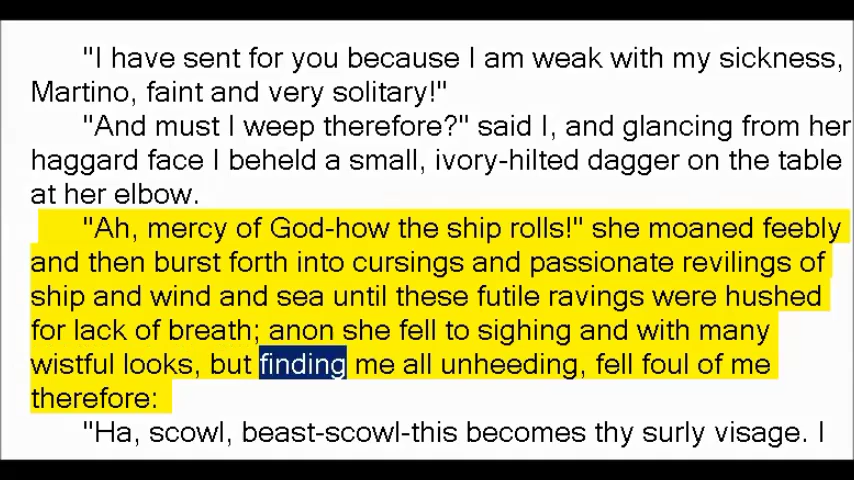 "I have sent for you because I am weak with my sickness,
Martino, faint and very solitary!"
"And must I weep therefore?" said I, and glancing from her
haggard face I beheld a small, ivory-hilted dagger on the table
at her elbow.
"Ah, mercy of God-how the ship rolls!" she moaned feebly
and then burst forth into cursings and passionate revilings of
ship and wind and sea until these futile ravings were hushed
for lack of breath; anon she fell to sighing and with many
wistful looks, but finding me all unheeding, fell foul of me
therefore:
"Ha, scowl, beast-scowl-this becomes thy surly visage. I